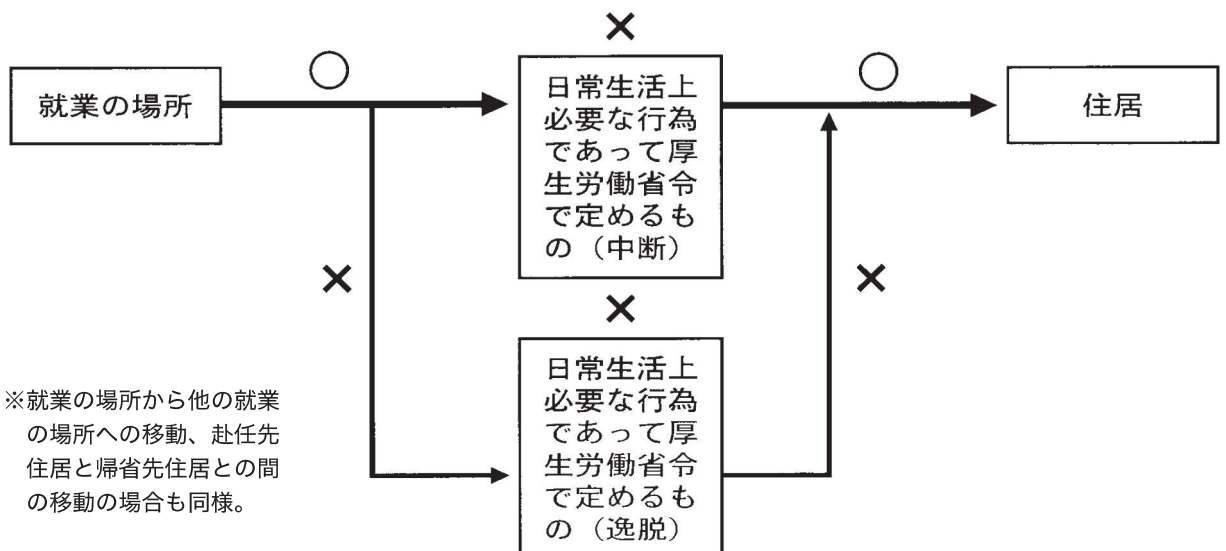 就業の場所
日常生活上
必要な行為
であって厚
生労働省令
で定めるも
の（中断）
住居
日常生活上
必要な行為
であって厚
生労働省令
で定めるも
の（逸脱）
※就業の場所から他の就業
の場所への移動、赴任先
住居と帰省先住居との間
の移動の場合も同様。